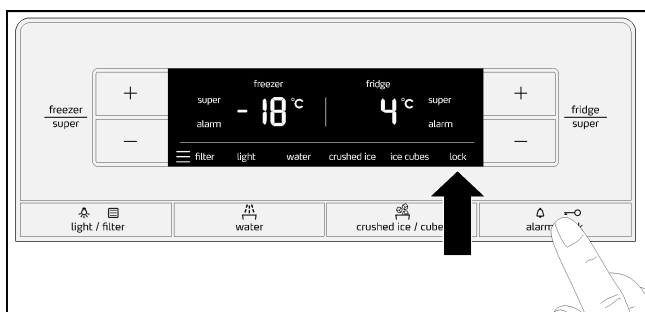 freezer
super
+
−
super
alarm
freezer
- 18 °C
fridge
4 °C
super
alarm
filter light water crushed ice ice cubes lock
+
−
fridge
super
light / filter
water
crushed ice / cube
alarm